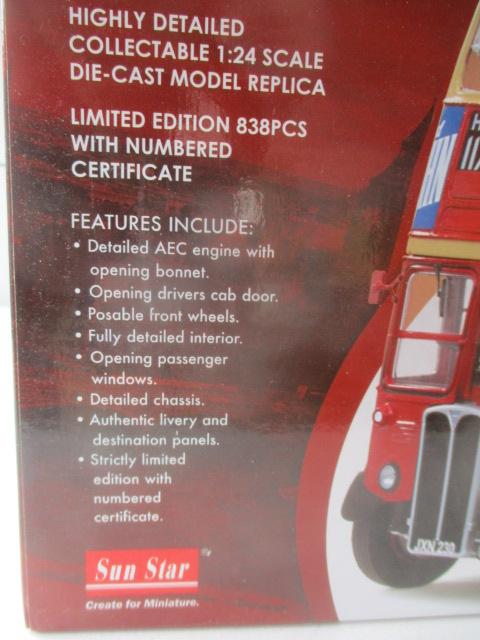 HIGHLY DETAILED
COLLECTABLE 1:24 SCALE
DIE-CAST MODEL REPLICA
LIMITED EDITION 838PCS
WITH NUMBERED
CERTIFICATE
FEATURES INCLUDE:
• Detailed AEC engine with
opening bonnet.
• Opening drivers cab door.
• Posable front wheels.
• Fully detailed interior.
• Opening passenger
windows.
• Detailed chassis.
• Authentic livery and
destination panels.
• Strictly limited
edition with
numbered
certificate.
Sun Star
Create for Miniature.
JXN 230